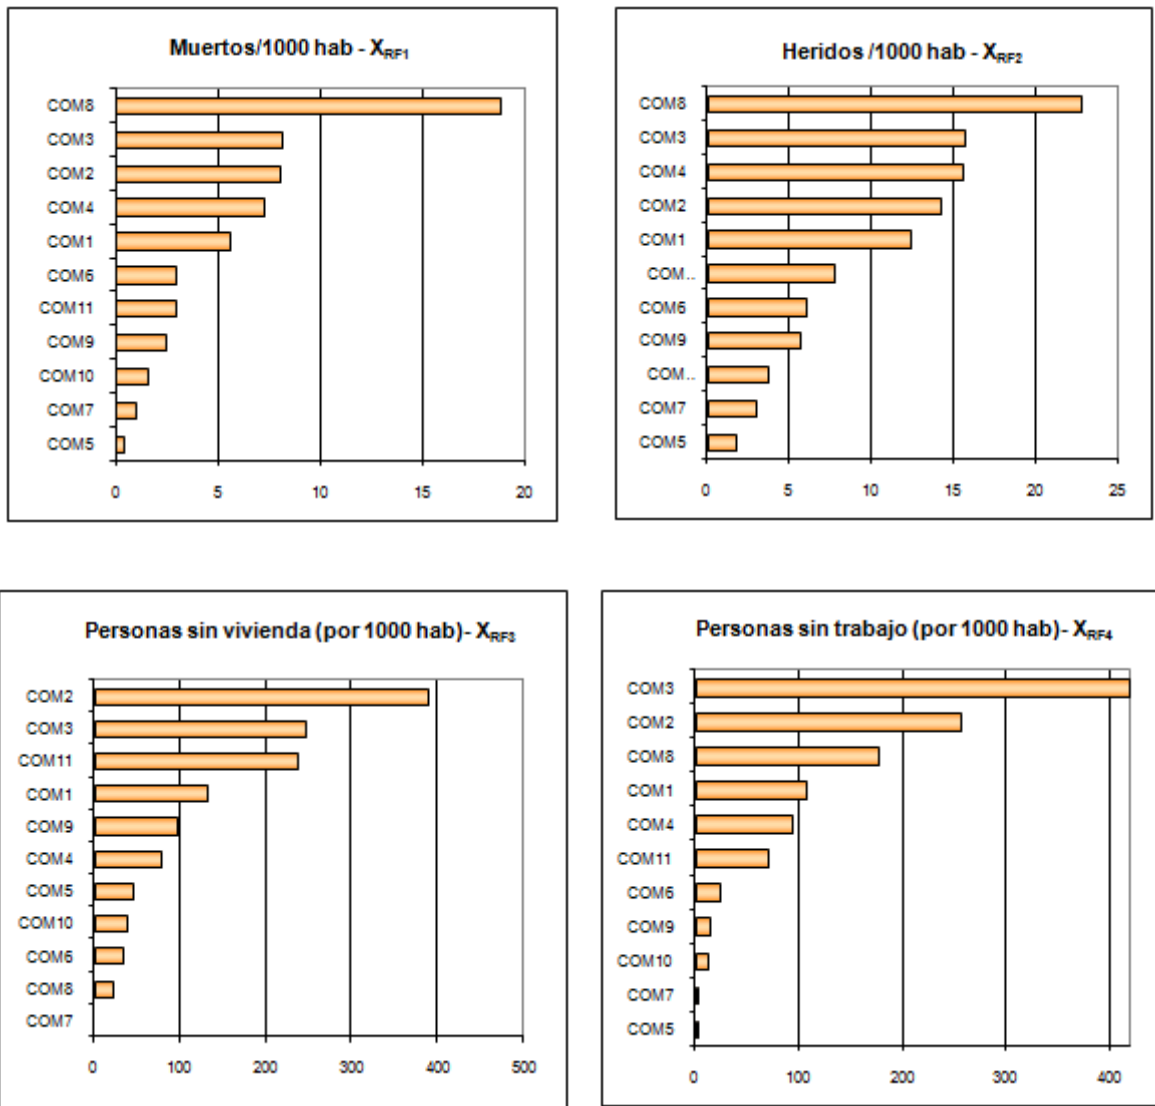 Muertos/1000 hab - XRF1
COM8
COM3
COM2
COM4
COM1
COM6
COM11
COM9
COM10
COM7
COM5
0 5 10 15 20
Heridos /1000 hab - XRF2
COM8
COM3
COM4
COM2
COM1
COM..
COM6
COM9
COM..
COM7
COM5
0 5 10 15 20 25
Personas sin vivienda (por 1000 hab)- XRF3
COM2
COM3
COM11
COM1
COM9
COM4
COM5
COM10
COM6
COM8
COM7
0 100 200 300 400 500
Personas sin trabajo (por 1000 hab)- XRF4
COM3
COM2
COM8
COM1
COM4
COM11
COM6
COM9
COM10
COM7
COM5
0 100 200 300 400